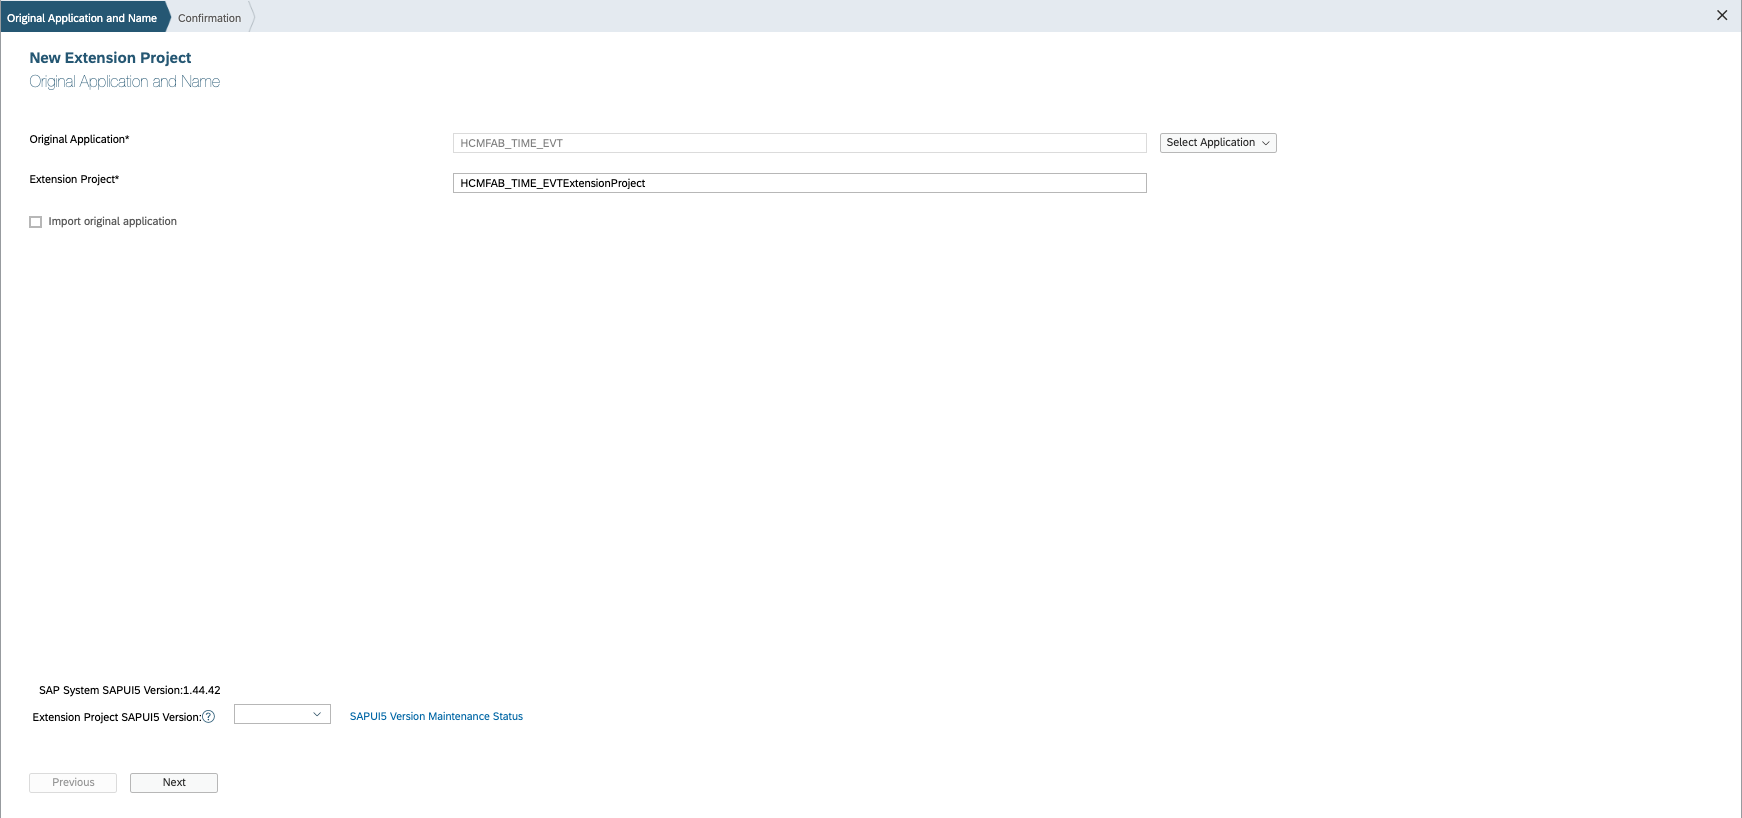 Original Application and Name
Confirmation
New Extension Project
Original Application and Name
Original Application*
HCMFAB_TIME_EVT
Select Application
Extension Project*
HCMFAB_TIME_EVTExtensionProject
Import original application
SAP System SAPUI5 Version:1.44.42
Extension Project SAPUI5 Version:
SAPUI5 Version Maintenance Status
Previous
Next